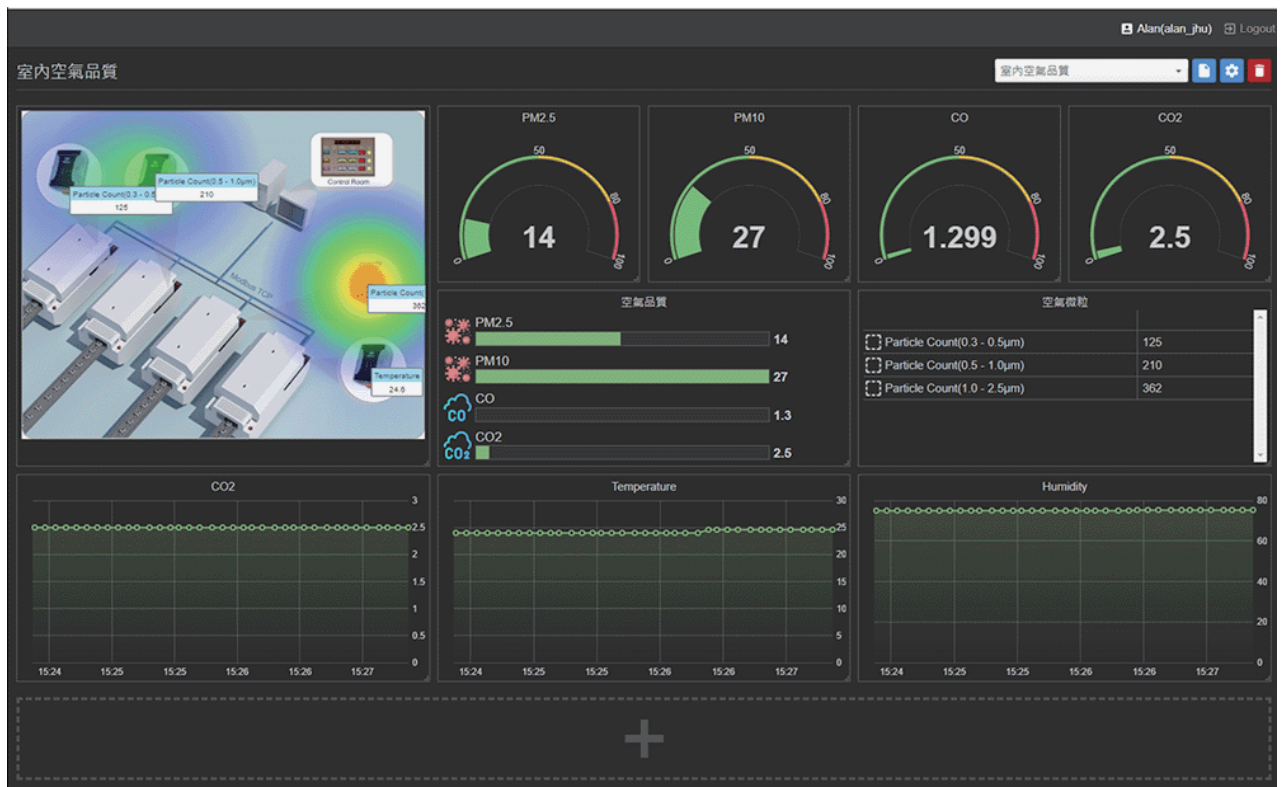 Alan(alan_jhu) Logout
室內空氣品質
室內空氣品質
Particle Count(0.5 - 1.0μm)
210
Particle Count(0.3 - 0.5
125
Control Room
Modbus TCP
Particle Count(
362
Temperature
24.6
PM2.5
0
50
80
100
14
PM10
0
50
80
100
27
CO
0
50
80
100
1.299
CO2
0
50
80
100
2.5
空氣品質
PM2.5
14
PM10
27
CO
CO 1.3
CO2
CO2 2.5
空氣微粒
Particle Count(0.3 - 0.5μm) 125
Particle Count(0.5 - 1.0μm) 210
Particle Count(1.0 - 2.5μm) 362
CO2
3
2.5
2
1.5
1
0.5
0
15:24 15:25 15:25 15:26 15:26 15:27
Temperature
30
25
20
15
10
5
0
15:24 15:25 15:25 15:26 15:26 15:27
Humidity
80
60
40
20
0
15:24 15:25 15:25 15:26 15:26 15:27